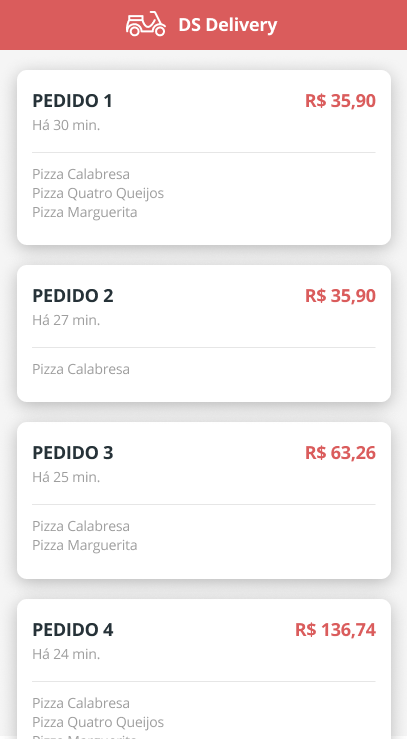 DS Delivery
PEDIDO 1 R$ 35,90
Há 30 min.
Pizza Calabresa
Pizza Quatro Queijos
Pizza Marguerita
PEDIDO 2 R$ 35,90
Há 27 min.
Pizza Calabresa
PEDIDO 3 R$ 63,26
Há 25 min.
Pizza Calabresa
Pizza Marguerita
PEDIDO 4 R$ 136,74
Há 24 min.
Pizza Calabresa
Pizza Quatro Queijos
Pizza Marguerita